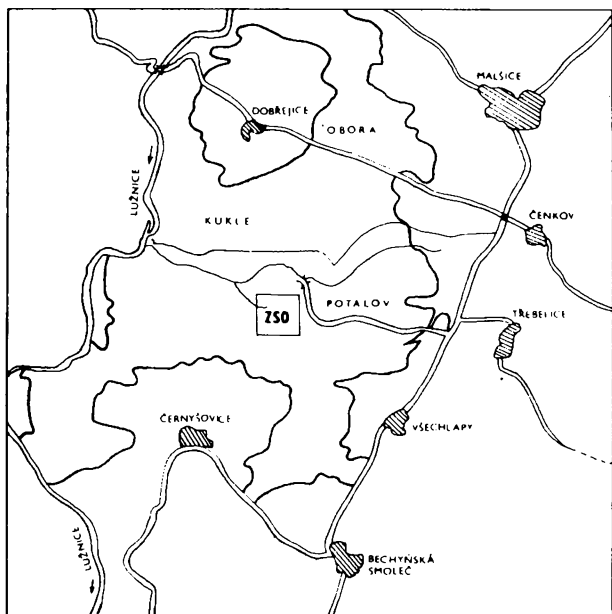 MALŠICE
DOBŘEJICE
OBORA
LUŽNICE
KUKLE
ČENKOV
POTALOV
ZSO
TŘEBELICE
ČERNYŠOVICE
VŠECHLAPY
LUŽNICE
BECHYŇSKÁ
SMOLEČ